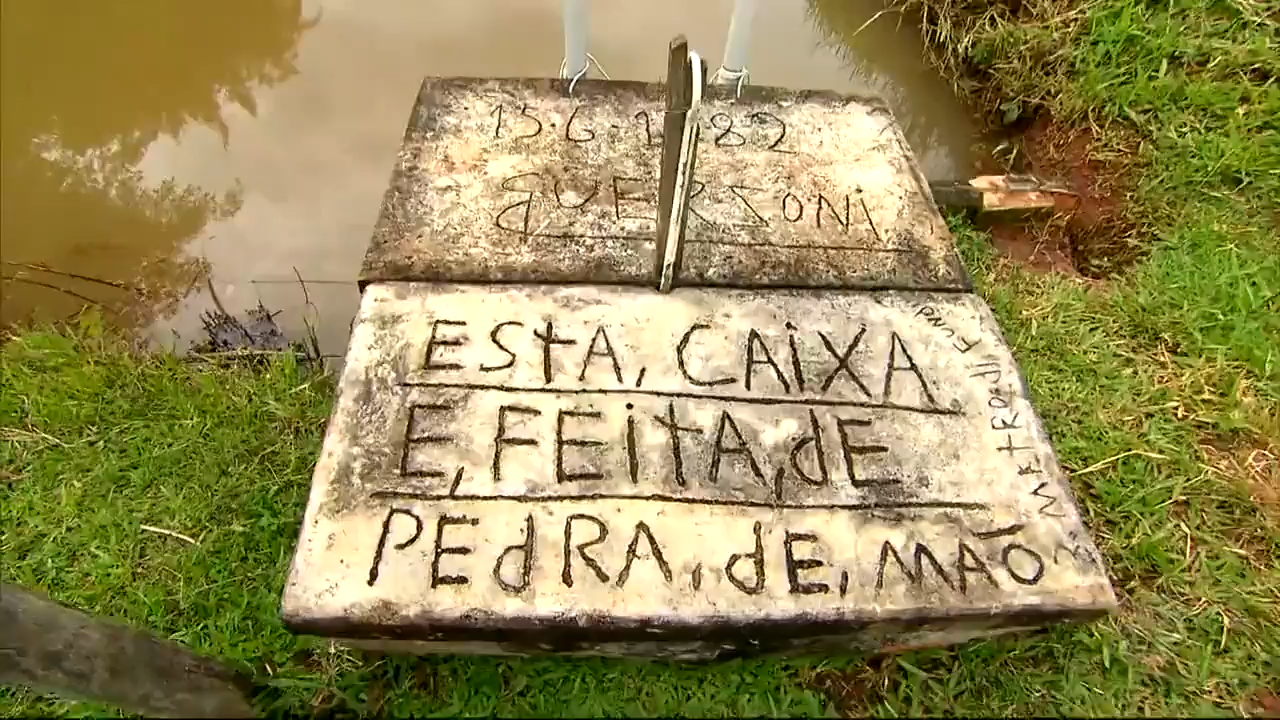 15·6·1982
GUERZONI
ESTA, CAiXA
E, FEITA, dE
PEdRA, dE, MÃO